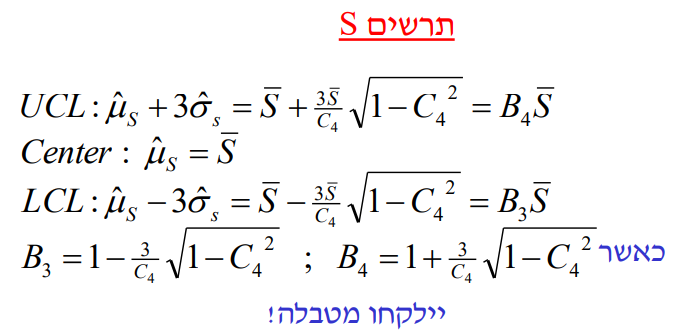 תרשים S
UCL : μ̂_S + 3σ̂_s = S̅ + 3S̅/C₄ √(1−C₄²) = B₄S̅
Center : μ̂_S = S̅
LCL : μ̂_S − 3σ̂_s = S̅ − 3S̅/C₄ √(1−C₄²) = B₃S̅
כאשר B₃ = 1 − 3/C₄ √(1−C₄²) ; B₄ = 1 + 3/C₄ √(1−C₄²)
יילקחו מטבלה!